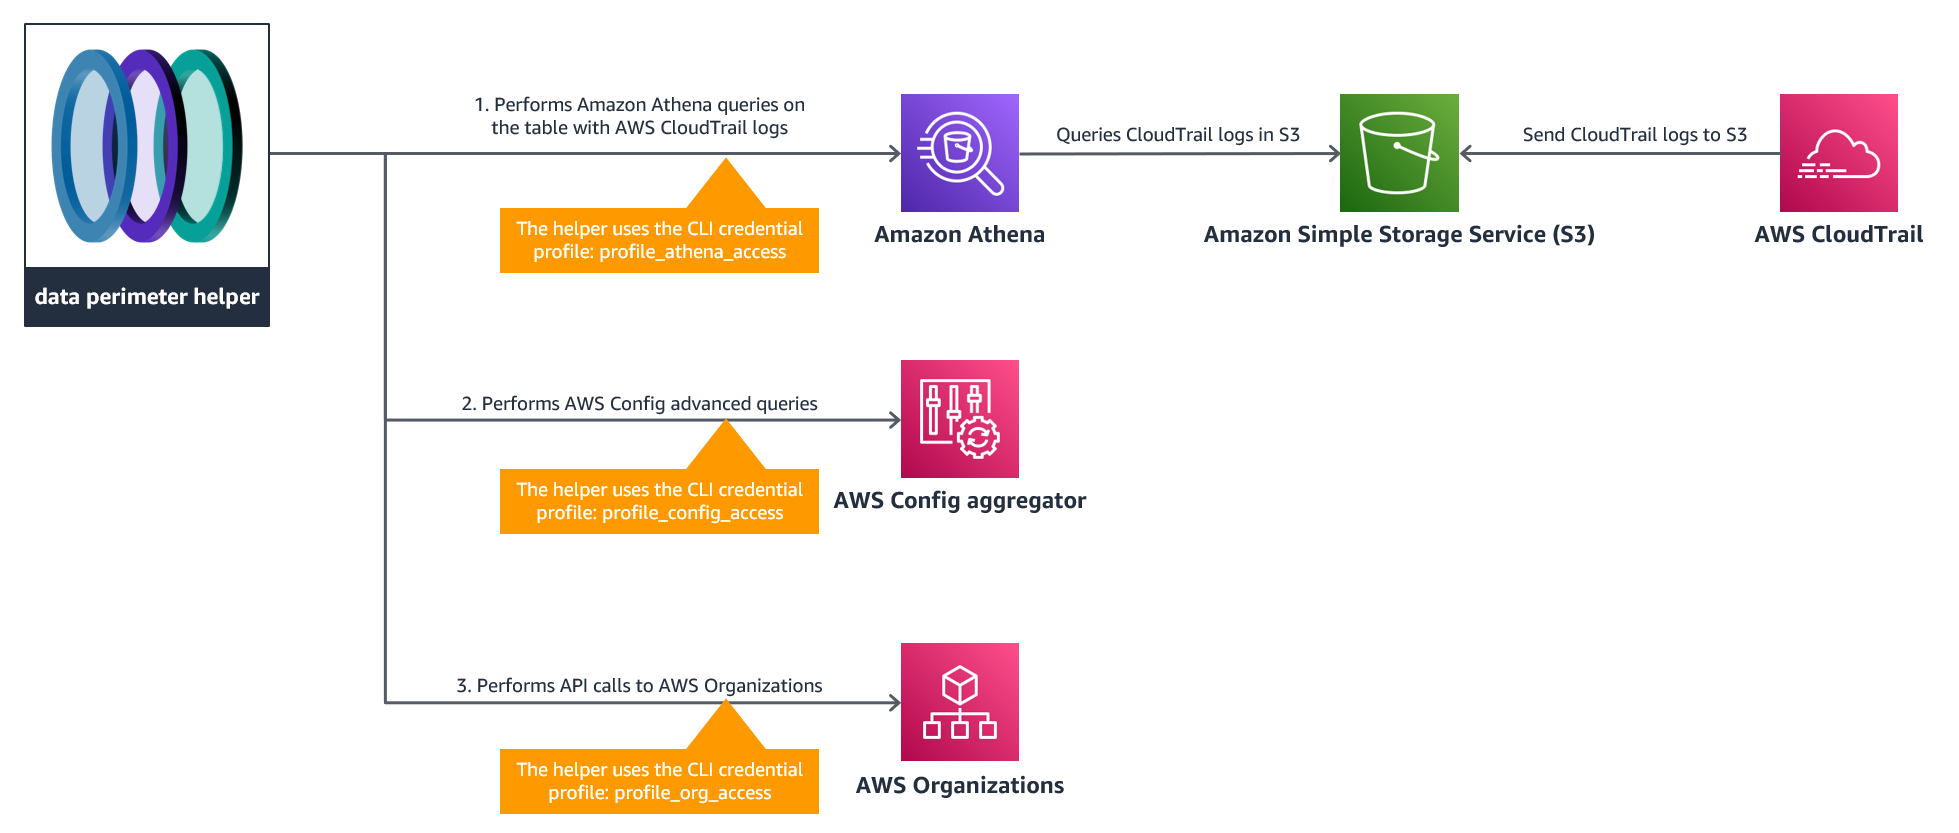 data perimeter helper
1. Performs Amazon Athena queries on
the table with AWS CloudTrail logs
The helper uses the CLI credential
profile: profile_athena_access
Amazon Athena
Queries CloudTrail logs in S3
Amazon Simple Storage Service (S3)
Send CloudTrail logs to S3
AWS CloudTrail
2. Performs AWS Config advanced queries
The helper uses the CLI credential
profile: profile_config_access
AWS Config aggregator
3. Performs API calls to AWS Organizations
The helper uses the CLI credential
profile: profile_org_access
AWS Organizations